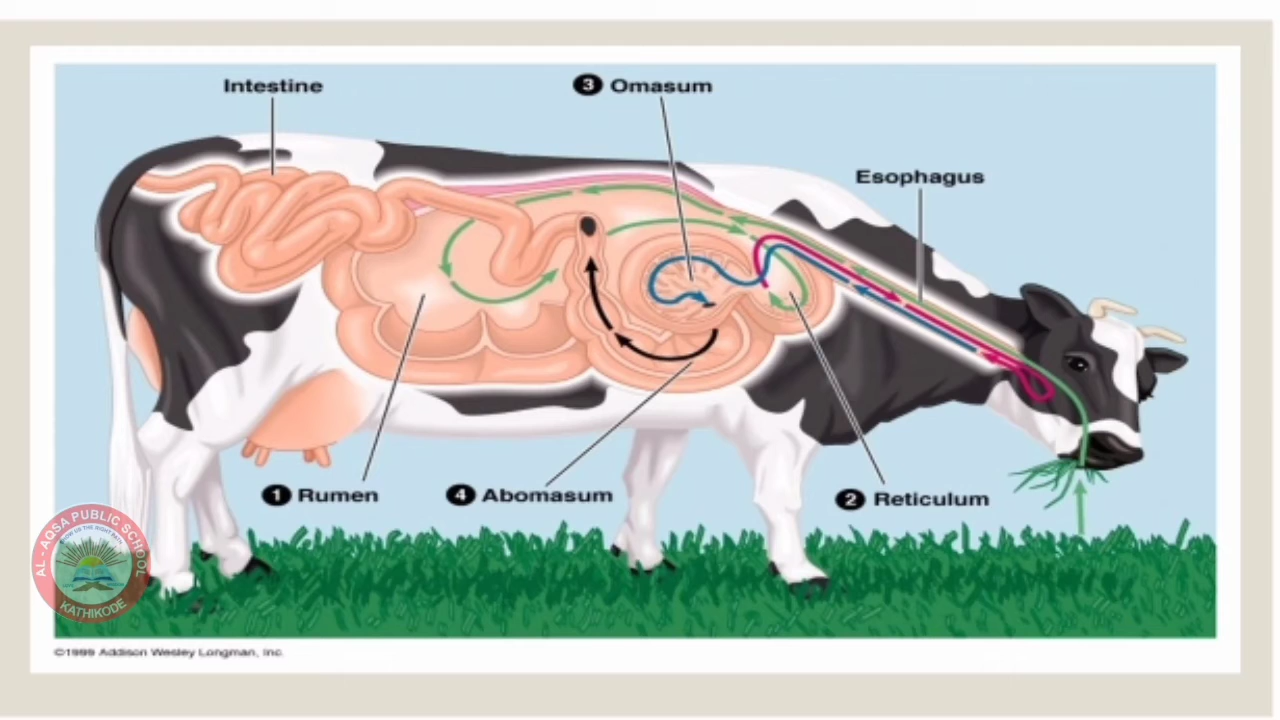 Intestine
3 Omasum
Esophagus
1 Rumen
4 Abomasum
2 Reticulum
AL - AQSA PUBLIC SCHOOL
KATHIKODE
©1999 Addison Wesley Longman, Inc.